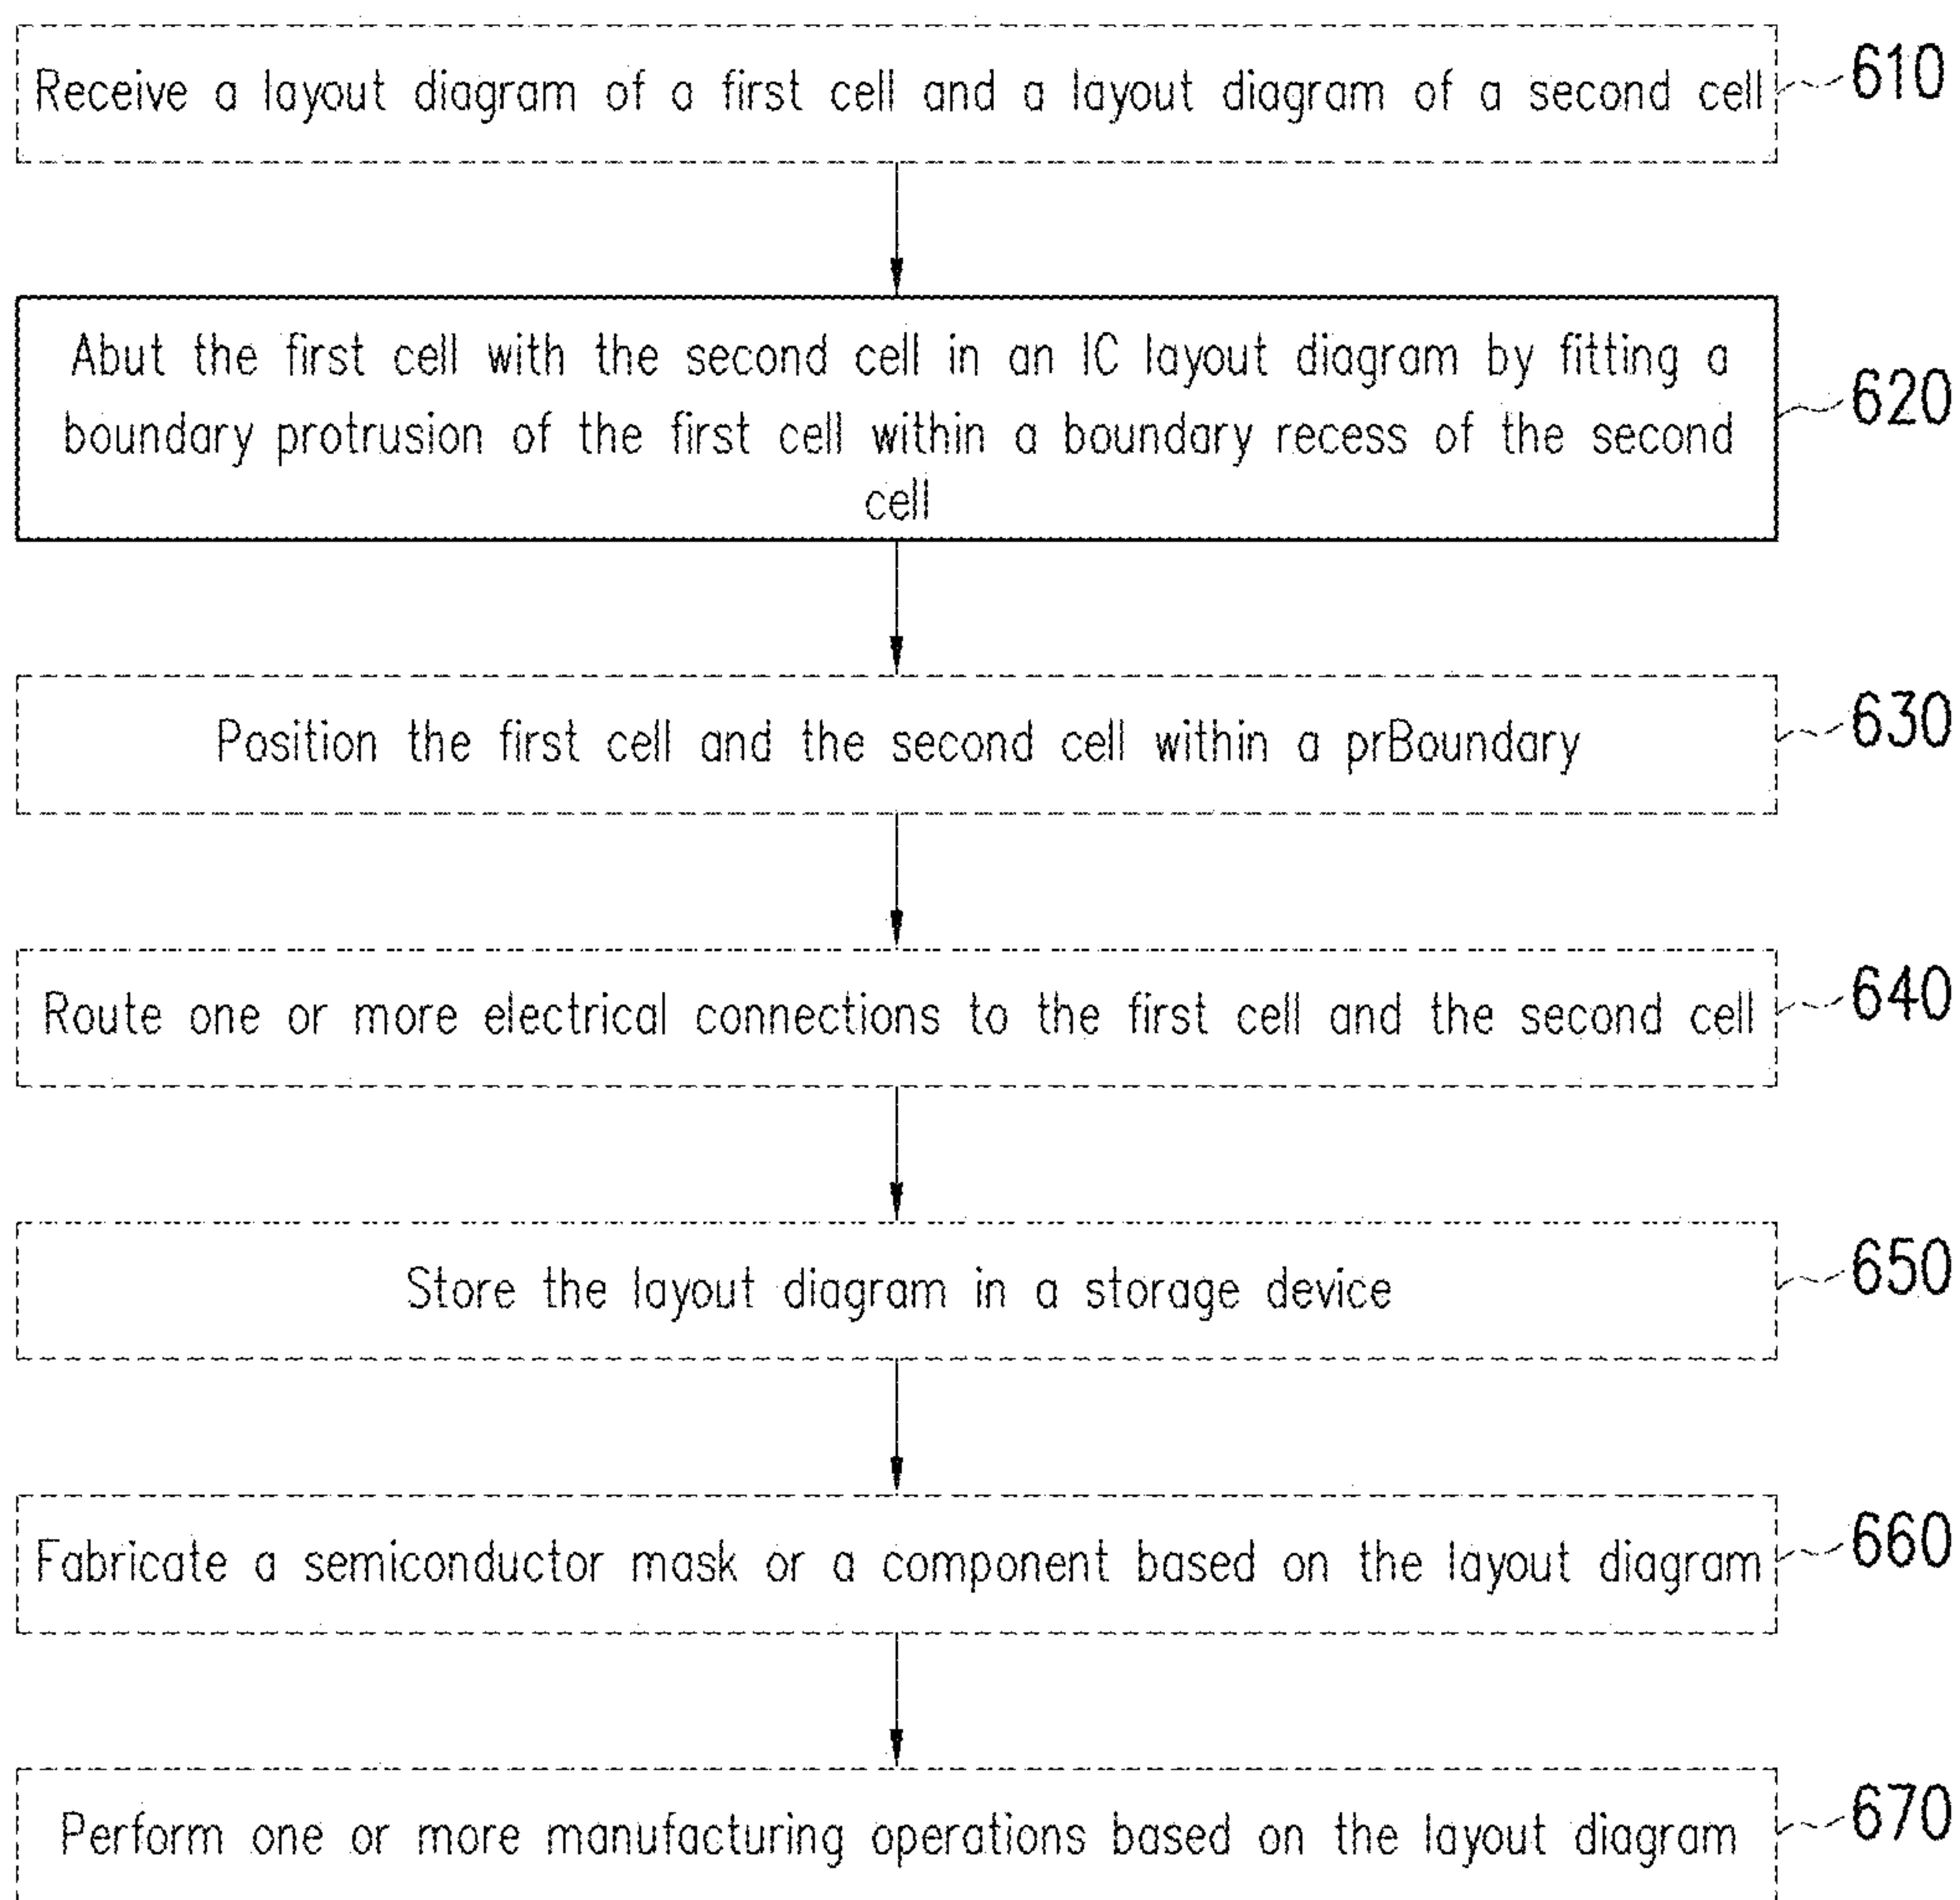 Receive a layout diagram of a first cell and a layout diagram of a second cell
610
Abut the first cell with the second cell in an IC layout diagram by fitting a
boundary protrusion of the first cell within a boundary recess of the second
cell
620
Position the first cell and the second cell within a prBoundary
630
Route one or more electrical connections to the first cell and the second cell
640
Store the layout diagram in a storage device
650
Fabricate a semiconductor mask or a component based on the layout diagram
660
Perform one or more manufacturing operations based on the layout diagram
670